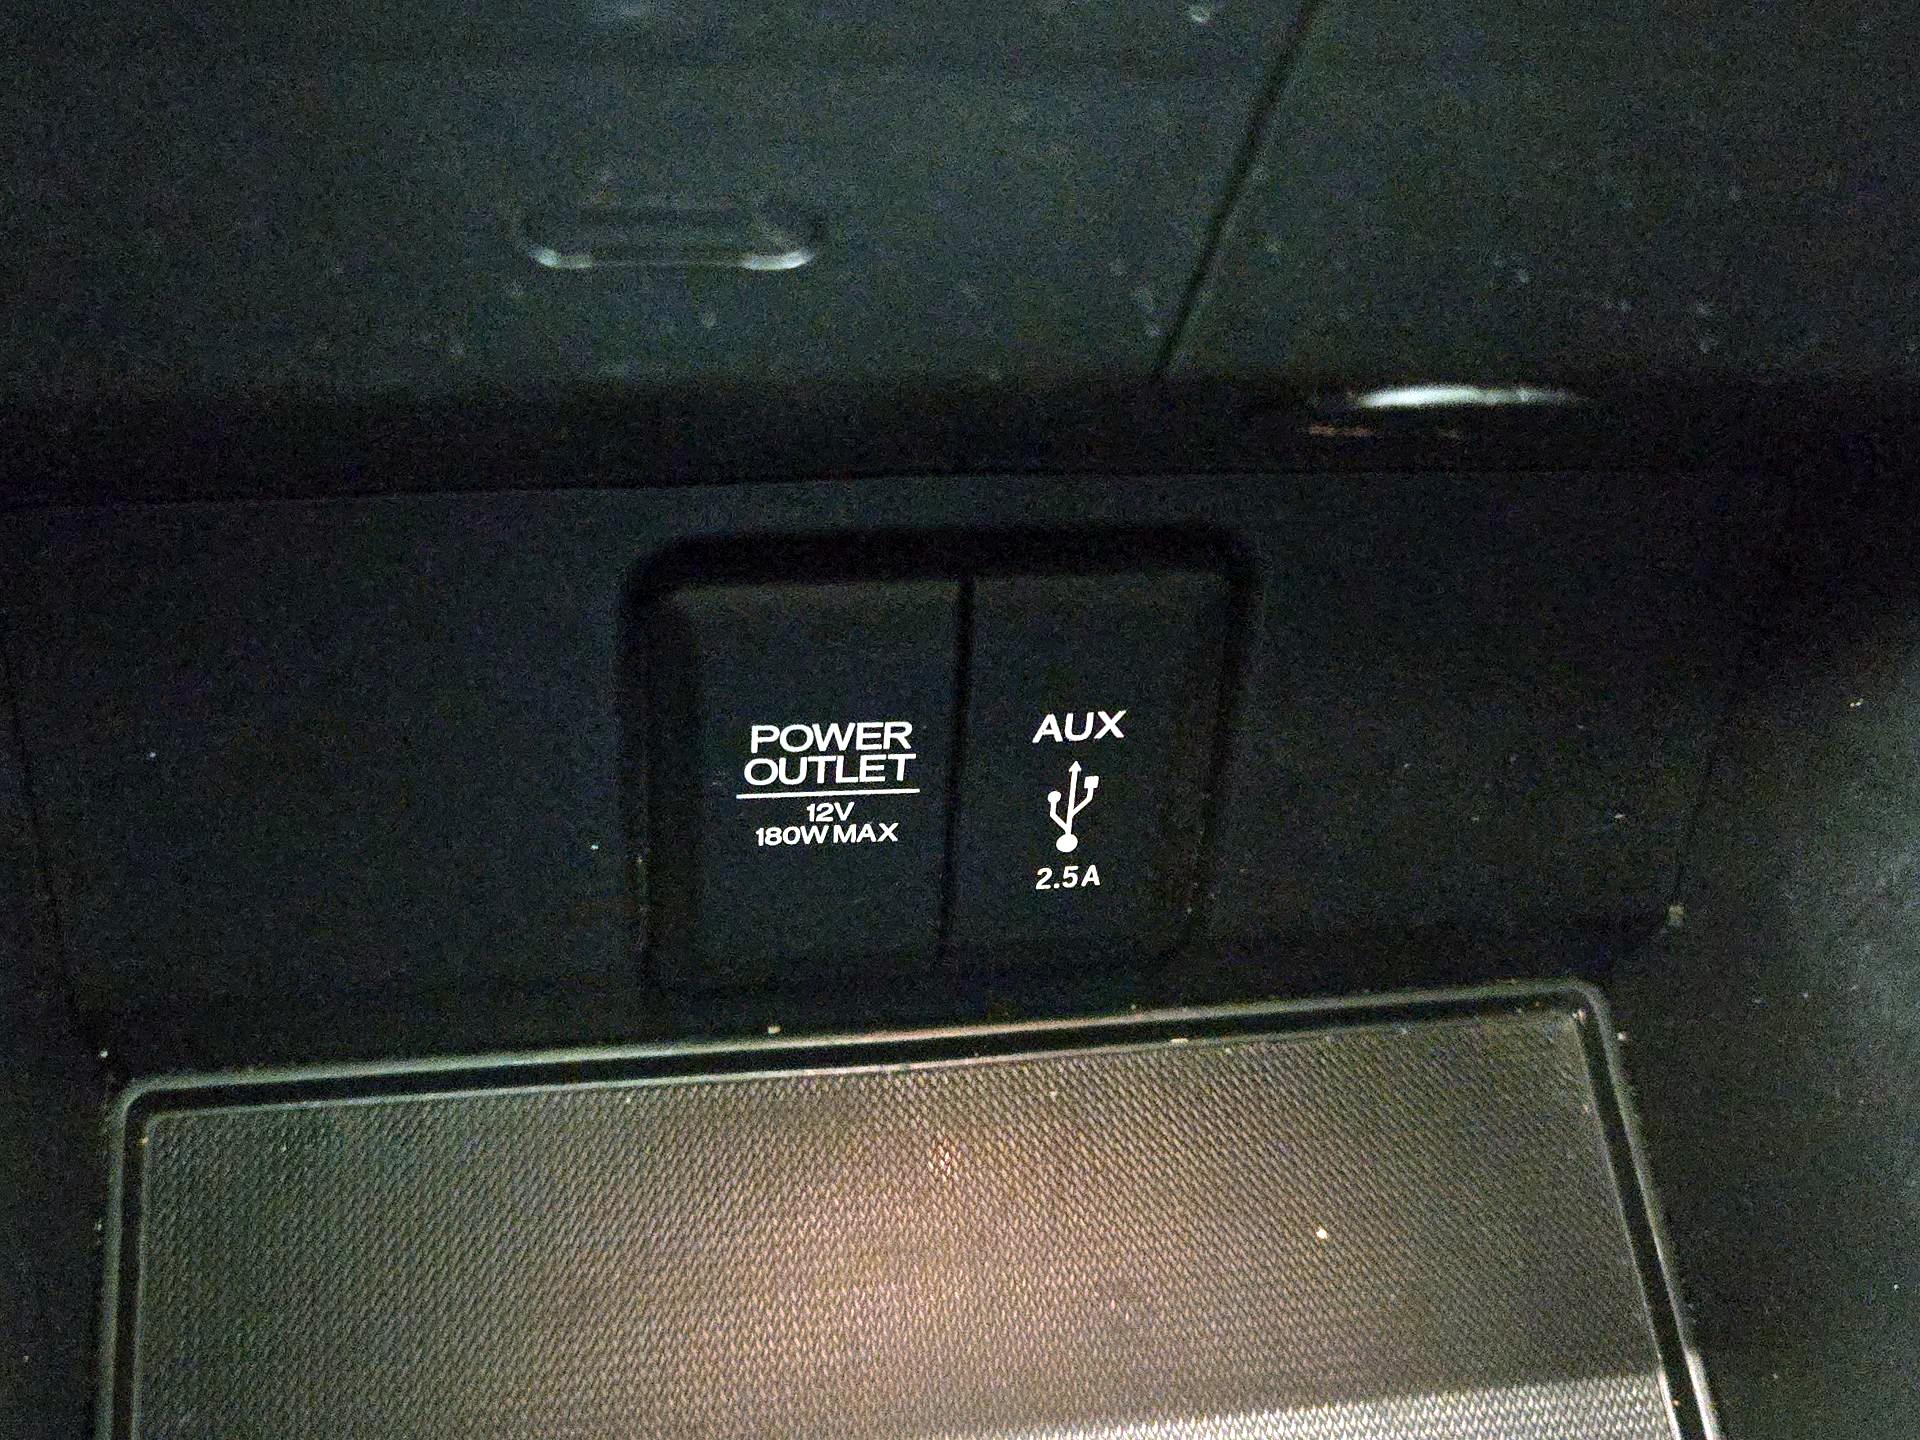 POWER
OUTLET
12V
180W MAX
AUX
2.5A